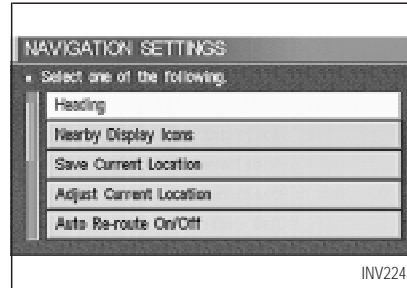 NAVIGATION SETTINGS
Select one of the following.
Heading
Nearby Display Icons
Save Current Location
Adjust Current Location
Auto Re-route On/Off
INV224